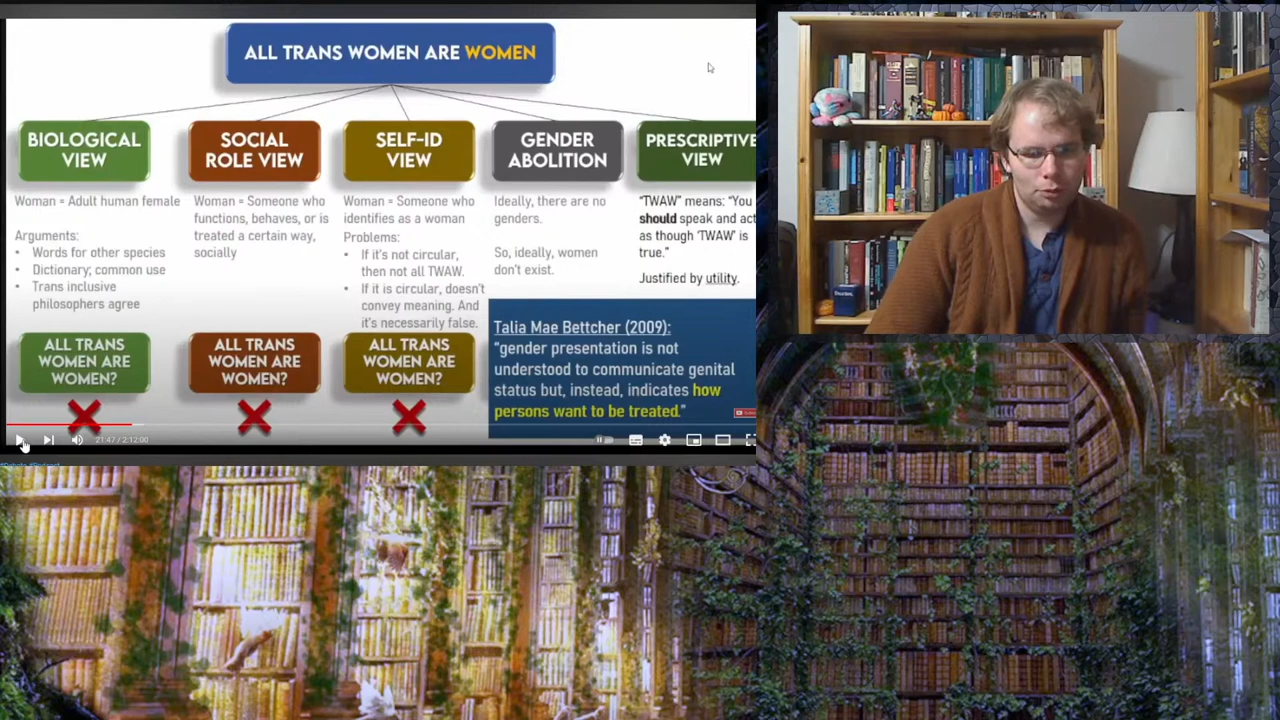 ALL TRANS WOMEN ARE WOMEN
BIOLOGICAL
VIEW
Woman = Adult human female
Arguments:
• Words for other species
• Dictionary; common use
• Trans inclusive
philosophers agree
ALL TRANS
WOMEN ARE
WOMEN?
SOCIAL
ROLE VIEW
Woman = Someone who
functions, behaves, or is
treated a certain way,
socially
ALL TRANS
WOMEN ARE
WOMEN?
SELF-ID
VIEW
Woman = Someone who
identifies as a woman
Problems:
• If it's not circular,
then not all TWAW.
• If it is circular, doesn't
convey meaning. And
it's necessarily false.
ALL TRANS
WOMEN ARE
WOMEN?
GENDER
ABOLITION
Ideally, there are no
genders.
So, ideally, women
don't exist.
PRESCRIPTIVE
VIEW
"TWAW" means: "You
should speak and act
as though 'TWAW' is
true."
Justified by utility.
Talia Mae Bettcher (2009):
"gender presentation is not
understood to communicate genital
status but, instead, indicates how
persons want to be treated."
21:47 / 2:12:00